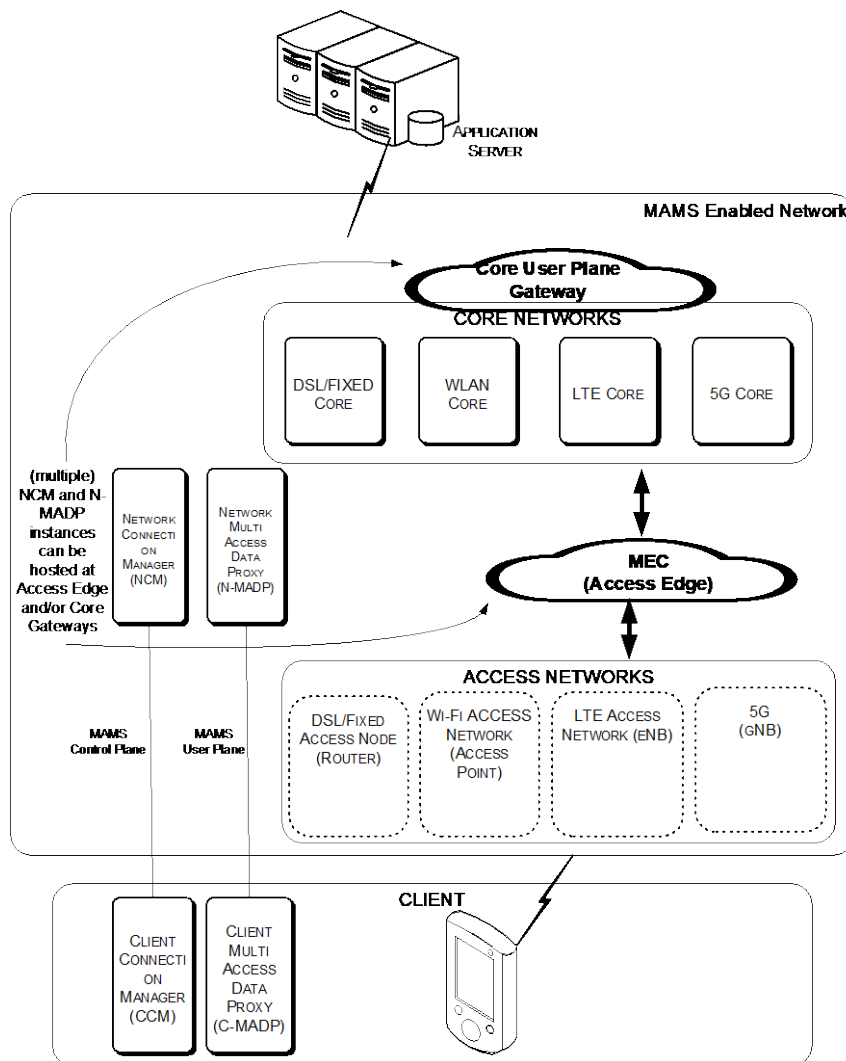 APPLICATION
SERVER
MAMS Enabled Network
Core User Plane
Gateway
CORE NETWORKS
DSL/FIXED
CORE
WLAN
CORE
LTE CORE
5G CORE
(multiple)
NCM and N-
MADP
instances
can be
hosted at
Access Edge
and/or Core
Gateways
NETWORK
CONNECTI
ON
MANAGER
(NCM)
NETWORK
MULTI
ACCESS
DATA
PROXY
(N-MADP)
MEC
(Access Edge)
ACCESS NETWORKS
DSL/FIXED
ACCESS NODE
(ROUTER)
WI-FI ACCESS
NETWORK
(ACCESS
POINT)
LTE ACCESS
NETWORK (ENB)
5G
(GNB)
MAMS
Control Plane
MAMS
User Plane
CLIENT
CLIENT
CONNECTI
ON
MANAGER
(CCM)
CLIENT
MULTI
ACCESS
DATA
PROXY
(C-MADP)